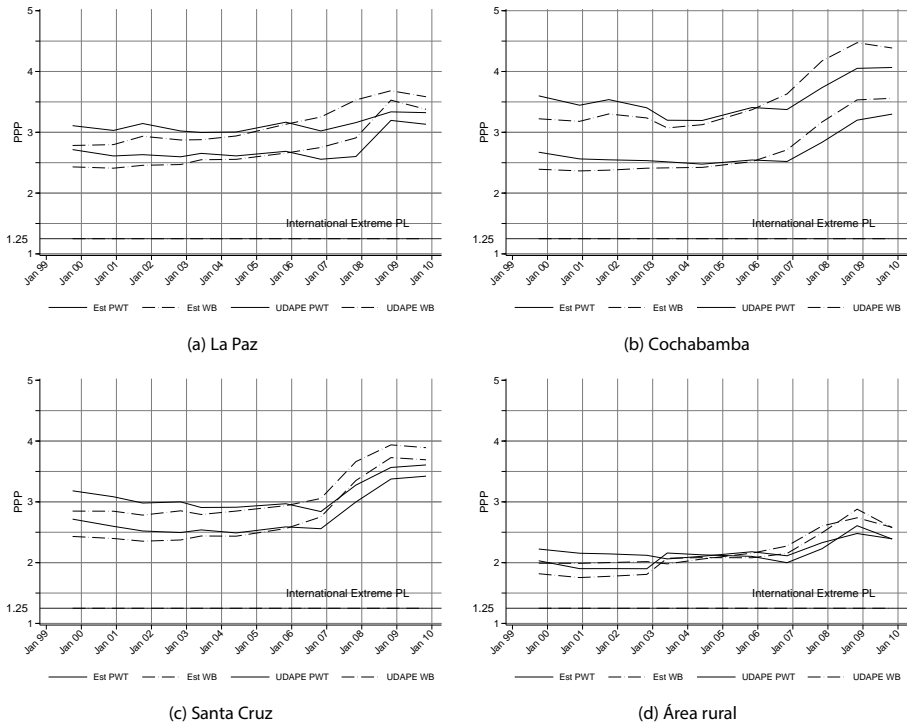 5
4
3
2
1.25
1
PPP
International Extreme PL
Jan 99
Jan 00
Jan 01
Jan 02
Jan 03
Jan 04
Jan 05
Jan 06
Jan 07
Jan 08
Jan 09
Jan 10
Est PWT Est WB UDAPE PWT UDAPE WB
(a) La Paz
5
4
3
2
1.25
1
PPP
International Extreme PL
Jan 99
Jan 00
Jan 01
Jan 02
Jan 03
Jan 04
Jan 05
Jan 06
Jan 07
Jan 08
Jan 09
Jan 10
Est PWT Est WB UDAPE PWT UDAPE WB
(b) Cochabamba
5
4
3
2
1.25
1
PPP
International Extreme PL
Jan 99
Jan 00
Jan 01
Jan 02
Jan 03
Jan 04
Jan 05
Jan 06
Jan 07
Jan 08
Jan 09
Jan 10
Est PWT Est WB UDAPE PWT UDAPE WB
(c) Santa Cruz
5
4
3
2
1.25
1
PPP
International Extreme PL
Jan 99
Jan 00
Jan 01
Jan 02
Jan 03
Jan 04
Jan 05
Jan 06
Jan 07
Jan 08
Jan 09
Jan 10
Est PWT Est WB UDAPE PWT UDAPE WB
(d) Área rural